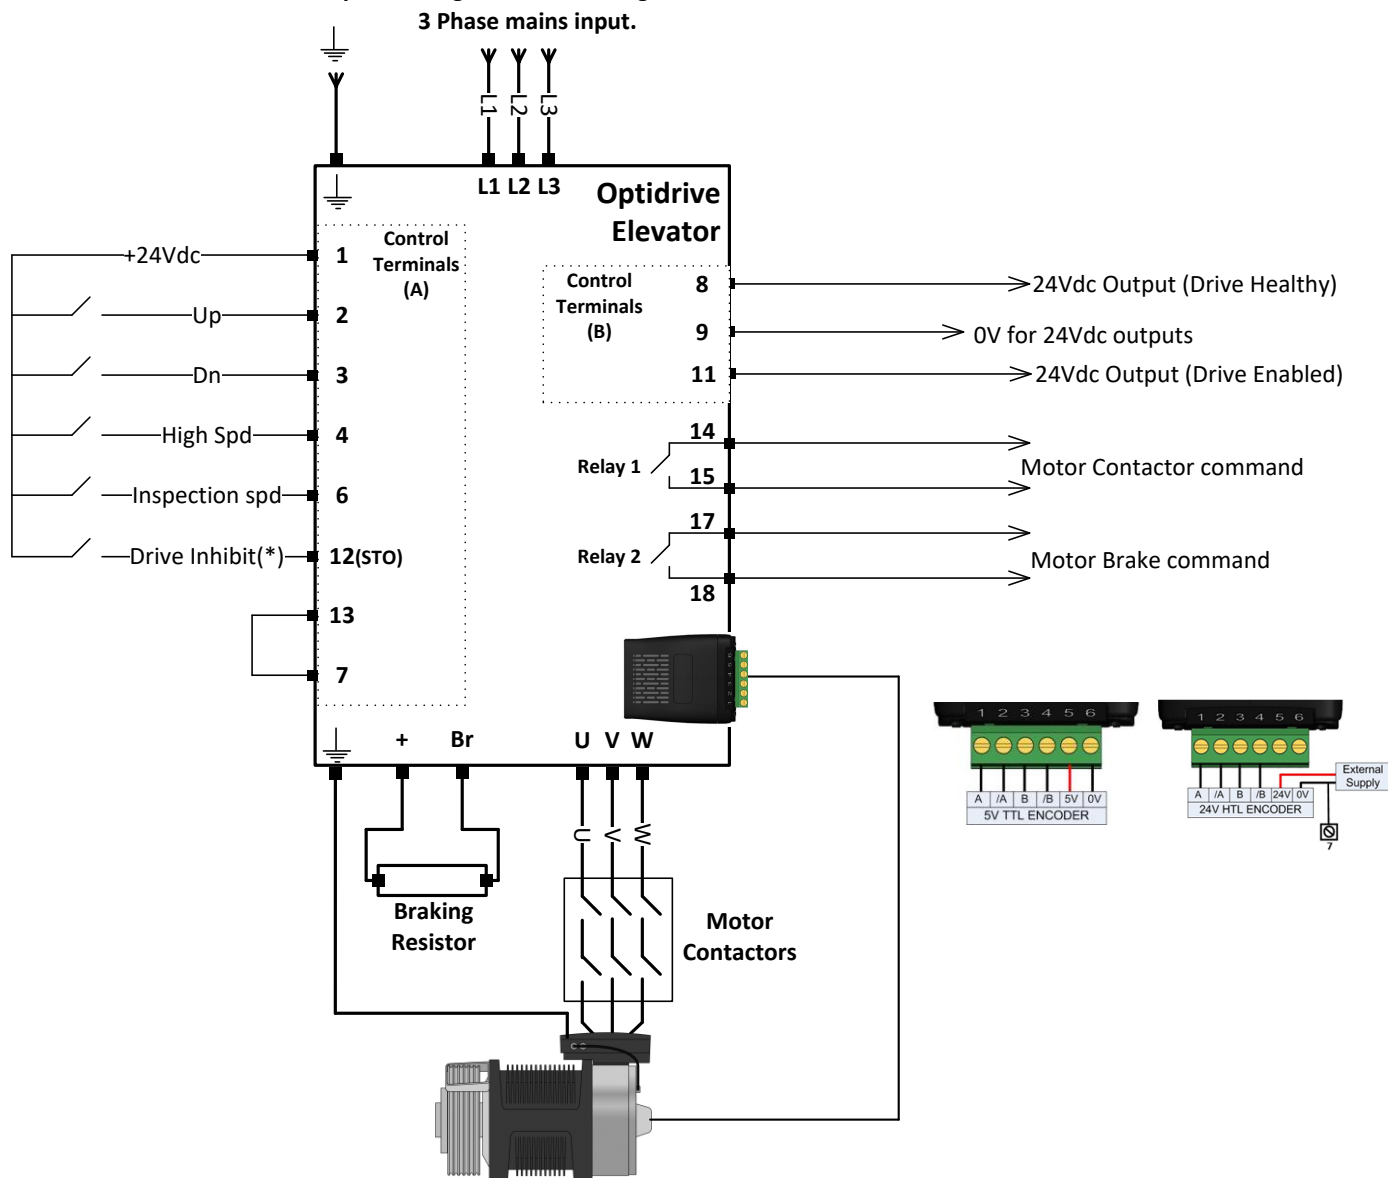 3 Phase mains input.
L1
L2
L3
L1 L2 L3
Optidrive
Elevator
Control
Terminals
(A)
+24Vdc
1
Up
2
Dn
3
High Spd
4
Inspection spd
6
Drive Inhibit(*)
12(STO)
13
7
Control
Terminals
(B)
8
24Vdc Output (Drive Healthy)
9
0V for 24Vdc outputs
11
24Vdc Output (Drive Enabled)
14
Relay 1
15
Motor Contactor command
17
Relay 2
18
Motor Brake command
+ Br U V W
U
V
W
Braking
Resistor
Motor
Contactors
1 2 3 4 5 6
A /A B /B 5V 0V
5V TTL ENCODER
1 2 3 4 5 6
A /A B /B 24V 0V
24V HTL ENCODER
External
Supply
7